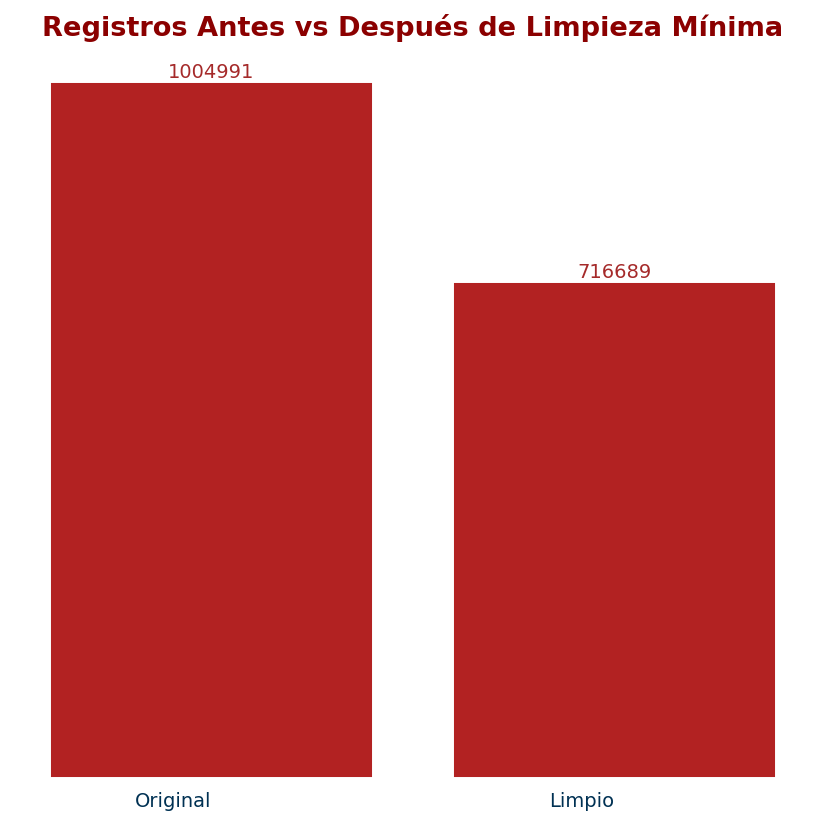 Registros Antes vs Después de Limpieza Mínima
1004991
716689
Original
Limpio